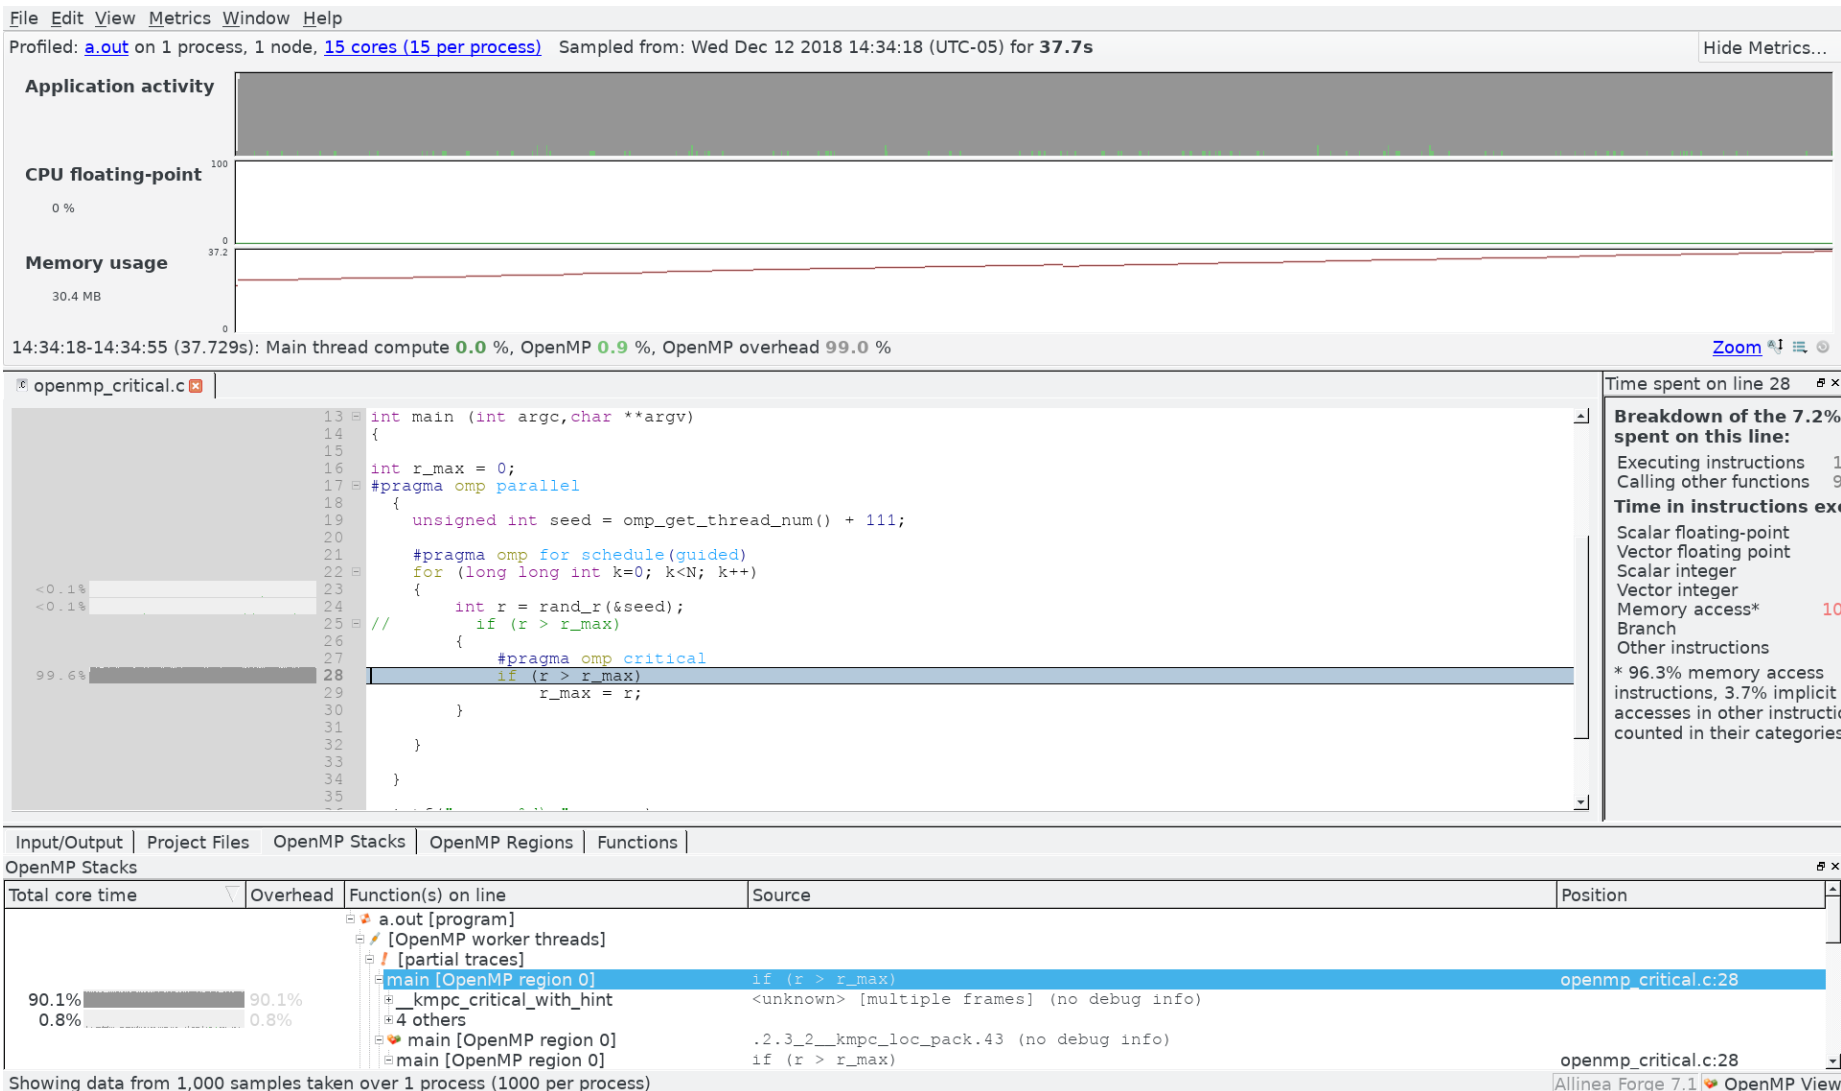 File Edit View Metrics Window Help
Profiled: a.out on 1 process, 1 node, 15 cores (15 per process) Sampled from: Wed Dec 12 2018 14:34:18 (UTC-05) for 37.7s Hide Metrics...
Application activity
100
CPU floating-point
0 %
0
37.2
Memory usage
30.4 MB
0
14:34:18-14:34:55 (37.729s): Main thread compute 0.0 %, OpenMP 0.9 %, OpenMP overhead 99.0 % Zoom
openmp_critical.c
Time spent on line 28
13 int main (int argc,char **argv)
14 {
15
16 int r_max = 0;
17 #pragma omp parallel
18 {
19 unsigned int seed = omp_get_thread_num() + 111;
20
21 #pragma omp for schedule(guided)
22 for (long long int k=0; k<N; k++)
<0.1% 23 {
<0.1% 24 int r = rand_r(&seed);
25 // if (r > r_max)
26 {
27 #pragma omp critical
99.6% 28 if (r > r_max)
29 r_max = r;
30 }
31
32 }
33
34 }
35
Breakdown of the 7.2%
spent on this line:
Executing instructions 1
Calling other functions 9
Time in instructions exe
Scalar floating-point
Vector floating point
Scalar integer
Vector integer
Memory access* 10
Branch
Other instructions
* 96.3% memory access
instructions, 3.7% implicit
accesses in other instructio
counted in their categories
Input/Output Project Files OpenMP Stacks OpenMP Regions Functions
OpenMP Stacks
Total core time Overhead Function(s) on line Source Position
a.out [program]
[OpenMP worker threads]
[partial traces]
main [OpenMP region 0] if (r > r_max) openmp_critical.c:28
90.1% 90.1% __kmpc_critical_with_hint <unknown> [multiple frames] (no debug info)
0.8% 0.8% 4 others
main [OpenMP region 0] .2.3_2__kmpc_loc_pack.43 (no debug info)
main [OpenMP region 0] if (r > r_max) openmp_critical.c:28
Showing data from 1,000 samples taken over 1 process (1000 per process) Allinea Forge 7.1 OpenMP View